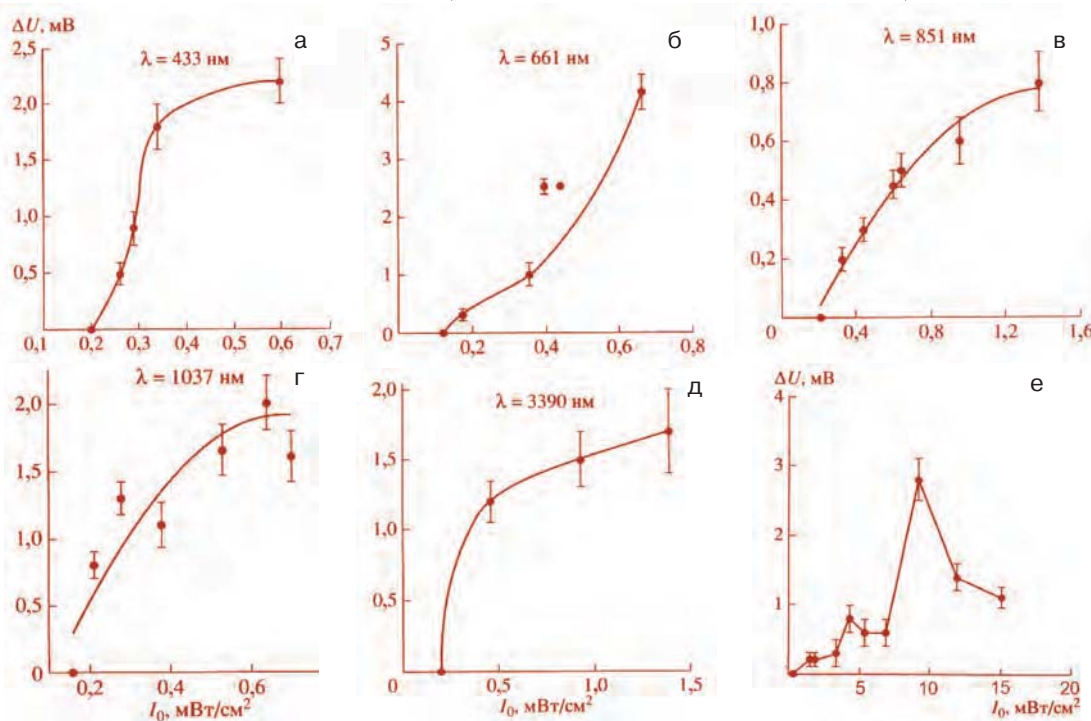 ΔU, мВ
а
λ = 433 нм
2,5
2,0
1,5
1,0
0,5
0
0,1 0,2 0,3 0,4 0,5 0,6 0,7
б
λ = 661 нм
5
4
3
2
1
0
0 0,2 0,4 0,6 0,8
в
λ = 851 нм
1,0
0,8
0,6
0,4
0,2
0
0 0,4 0,8 1,2 1,6
г
λ = 1037 нм
2,0
1,5
1,0
0,5
0
0,2 0,4 0,6
I₀, мВт/см²
д
λ = 3390 нм
2,0
1,5
1,0
0,5
0
0 0,5 1,0 1,5
I₀, мВт/см²
ΔU, мВ
е
4
3
2
1
5 10 15 20
I₀, мВт/см²